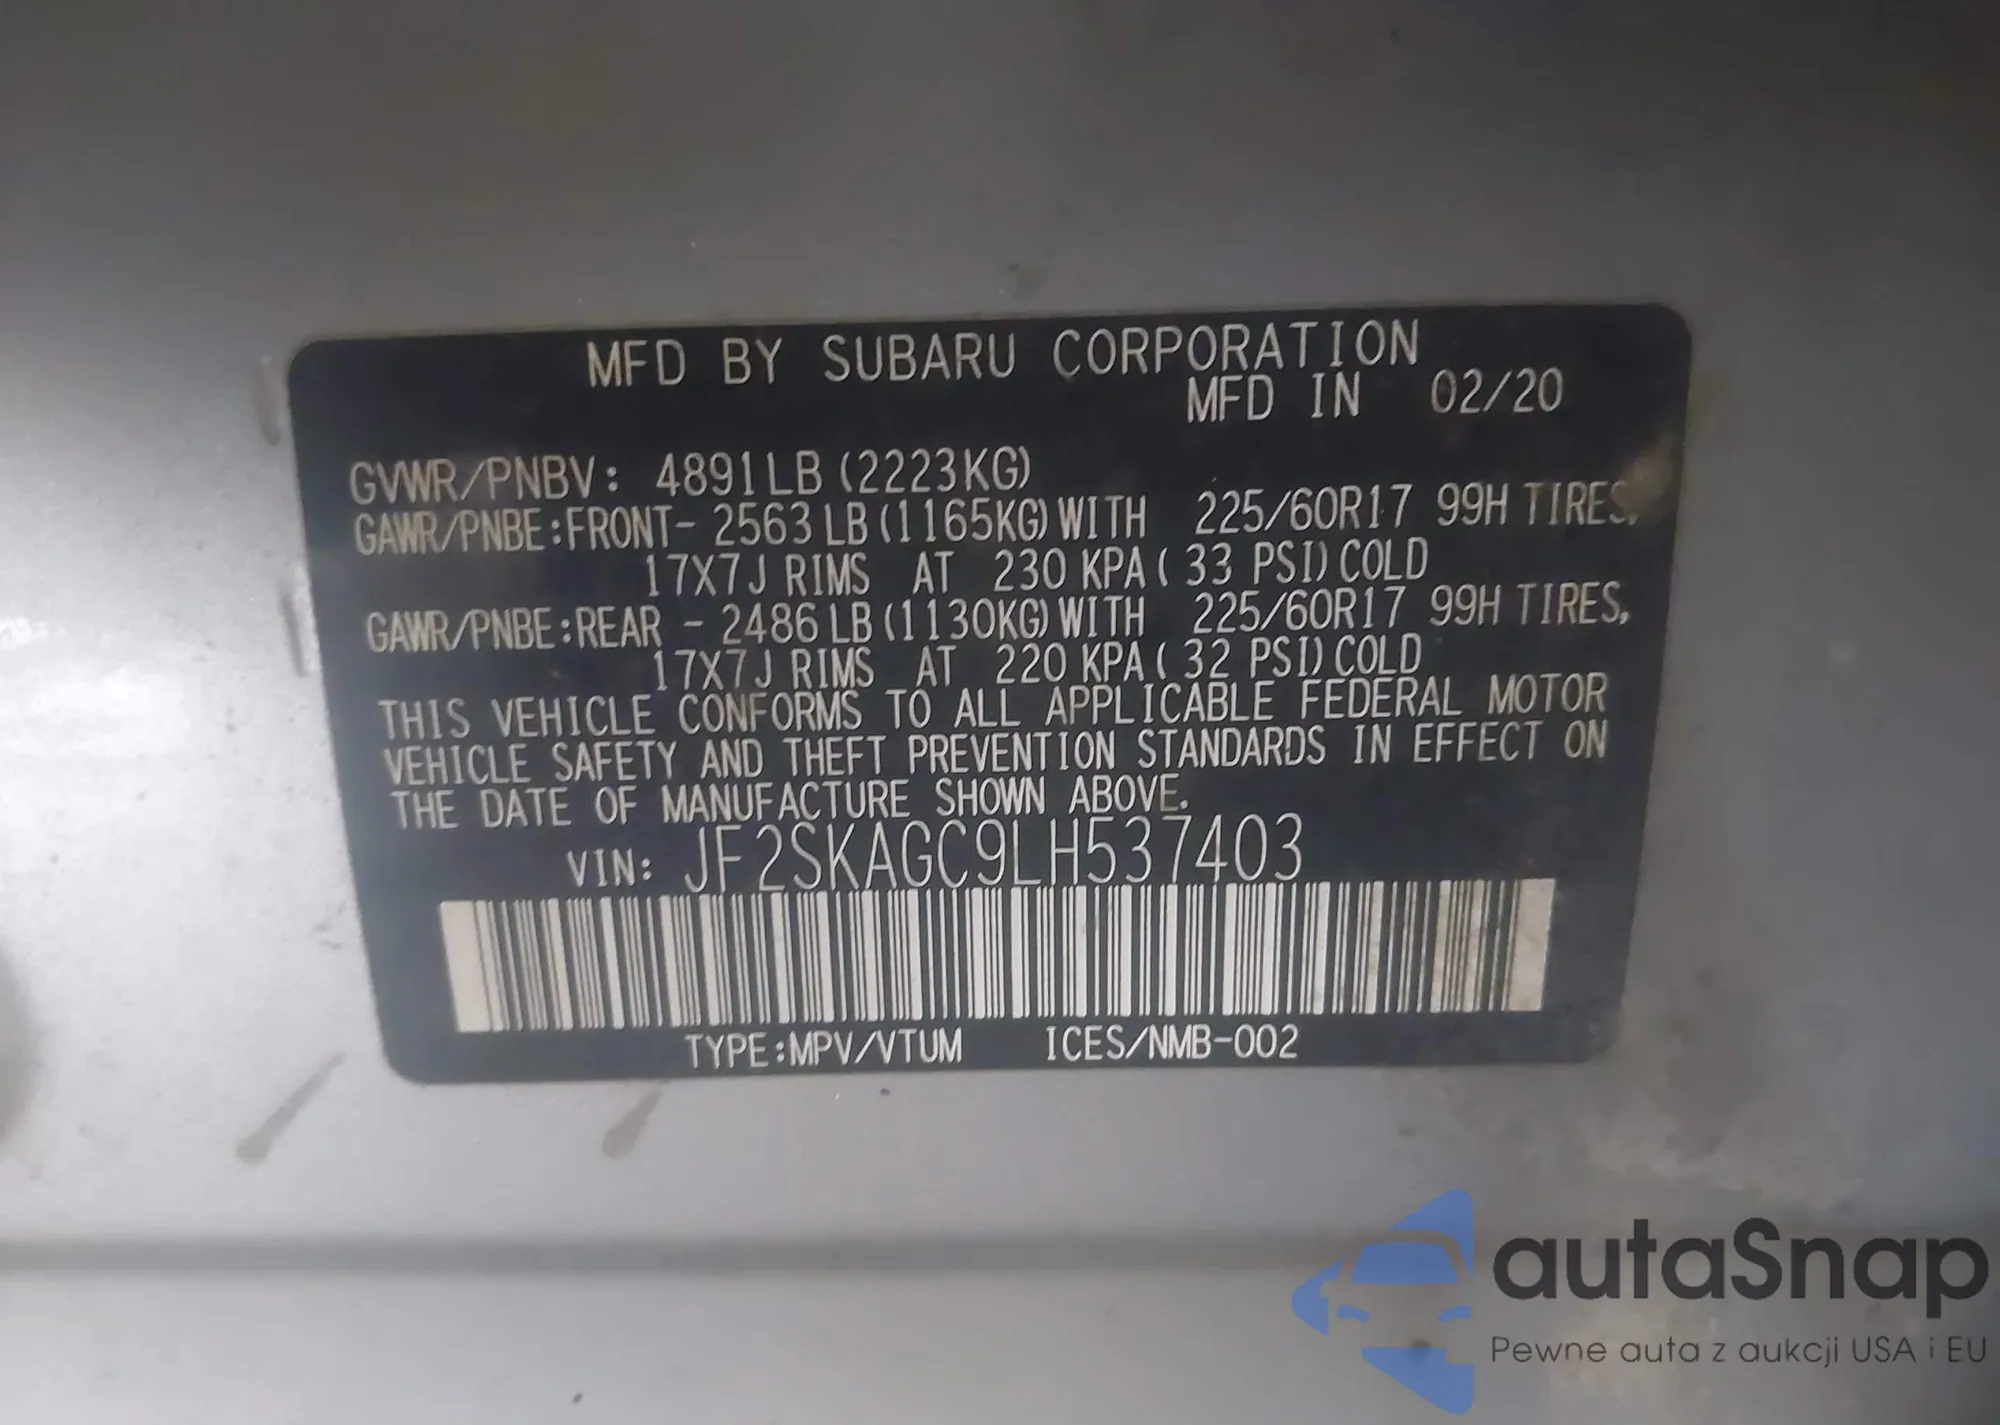 MFD BY SUBARU CORPORATION
MFD IN 02/20
GVWR/PNBV: 4891LB (2223KG)
GAWR/PNBE:FRONT- 2563LB(1165KG)WITH 225/60R17 99H TIRES,
17X7J RIMS AT 230 KPA( 33 PSI)COLD
GAWR/PNBE:REAR - 2486LB(1130KG)WITH 225/60R17 99H TIRES,
17X7J RIMS AT 220 KPA( 32 PSI)COLD
THIS VEHICLE CONFORMS TO ALL APPLICABLE FEDERAL MOTOR
VEHICLE SAFETY AND THEFT PREVENTION STANDARDS IN EFFECT ON
THE DATE OF MANUFACTURE SHOWN ABOVE.
VIN: JF2SKAGC9LH537403
TYPE:MPV/VTUM ICES/NMB-002
autaSnap
Pewne auta z aukcji USA i EU